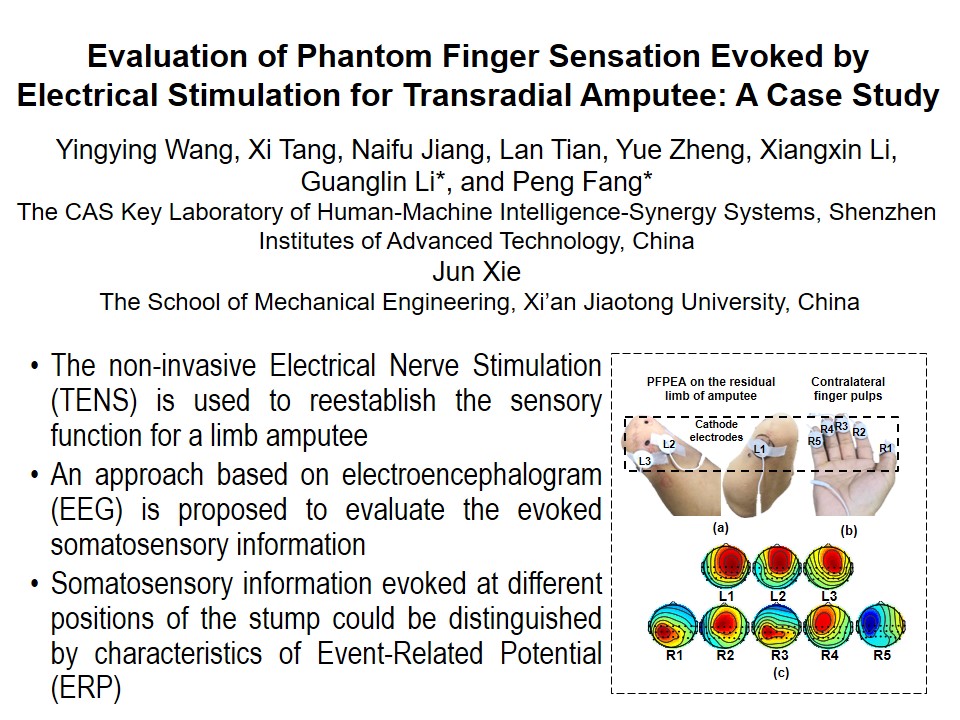 Evaluation of Phantom Finger Sensation Evoked by
Electrical Stimulation for Transradial Amputee: A Case Study
Yingying Wang, Xi Tang, Naifu Jiang, Lan Tian, Yue Zheng, Xiangxin Li,
Guanglin Li*, and Peng Fang*
The CAS Key Laboratory of Human-Machine Intelligence-Synergy Systems, Shenzhen
Institutes of Advanced Technology, China
Jun Xie
The School of Mechanical Engineering, Xi’an Jiaotong University, China
• The non-invasive Electrical Nerve Stimulation
(TENS) is used to reestablish the sensory
function for a limb amputee
• An approach based on electroencephalogram
(EEG) is proposed to evaluate the evoked
somatosensory information
• Somatosensory information evoked at different
positions of the stump could be distinguished
by characteristics of Event-Related Potential
(ERP)
PFPEA on the residual
limb of amputee
Contralateral
finger pulps
Cathode
electrodes
L2
L3
L1
R5
R4
R3
R2
R1
(a)
(b)
L1 L2 L3
R1 R2 R3 R4 R5
(c)